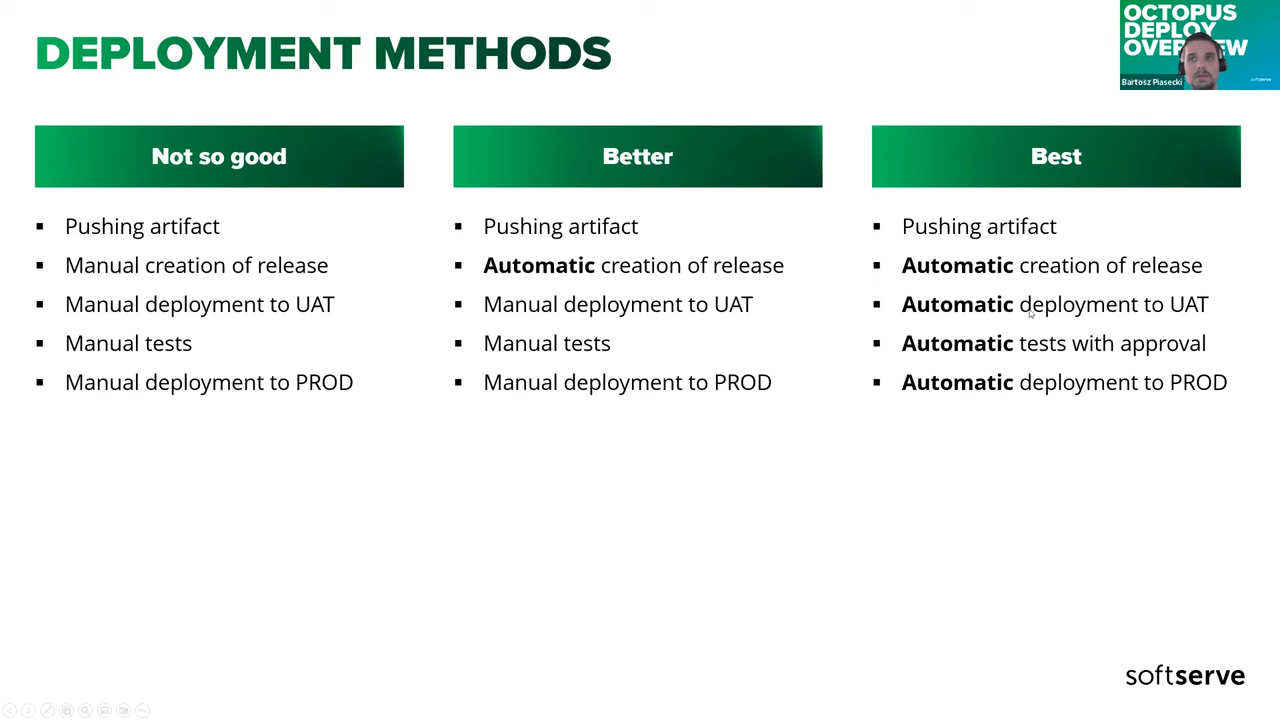 DEPLOYMENT METHODS
OCTOPUS
DEPLOY
Bartosz Piasecki
softserve
Not so good
Pushing artifact
Manual creation of release
Manual deployment to UAT
Manual tests
Manual deployment to PROD
Better
Pushing artifact
Automatic creation of release
Manual deployment to UAT
Manual tests
Manual deployment to PROD
Best
Pushing artifact
Automatic creation of release
Automatic deployment to UAT
Automatic tests with approval
Automatic deployment to PROD
softserve